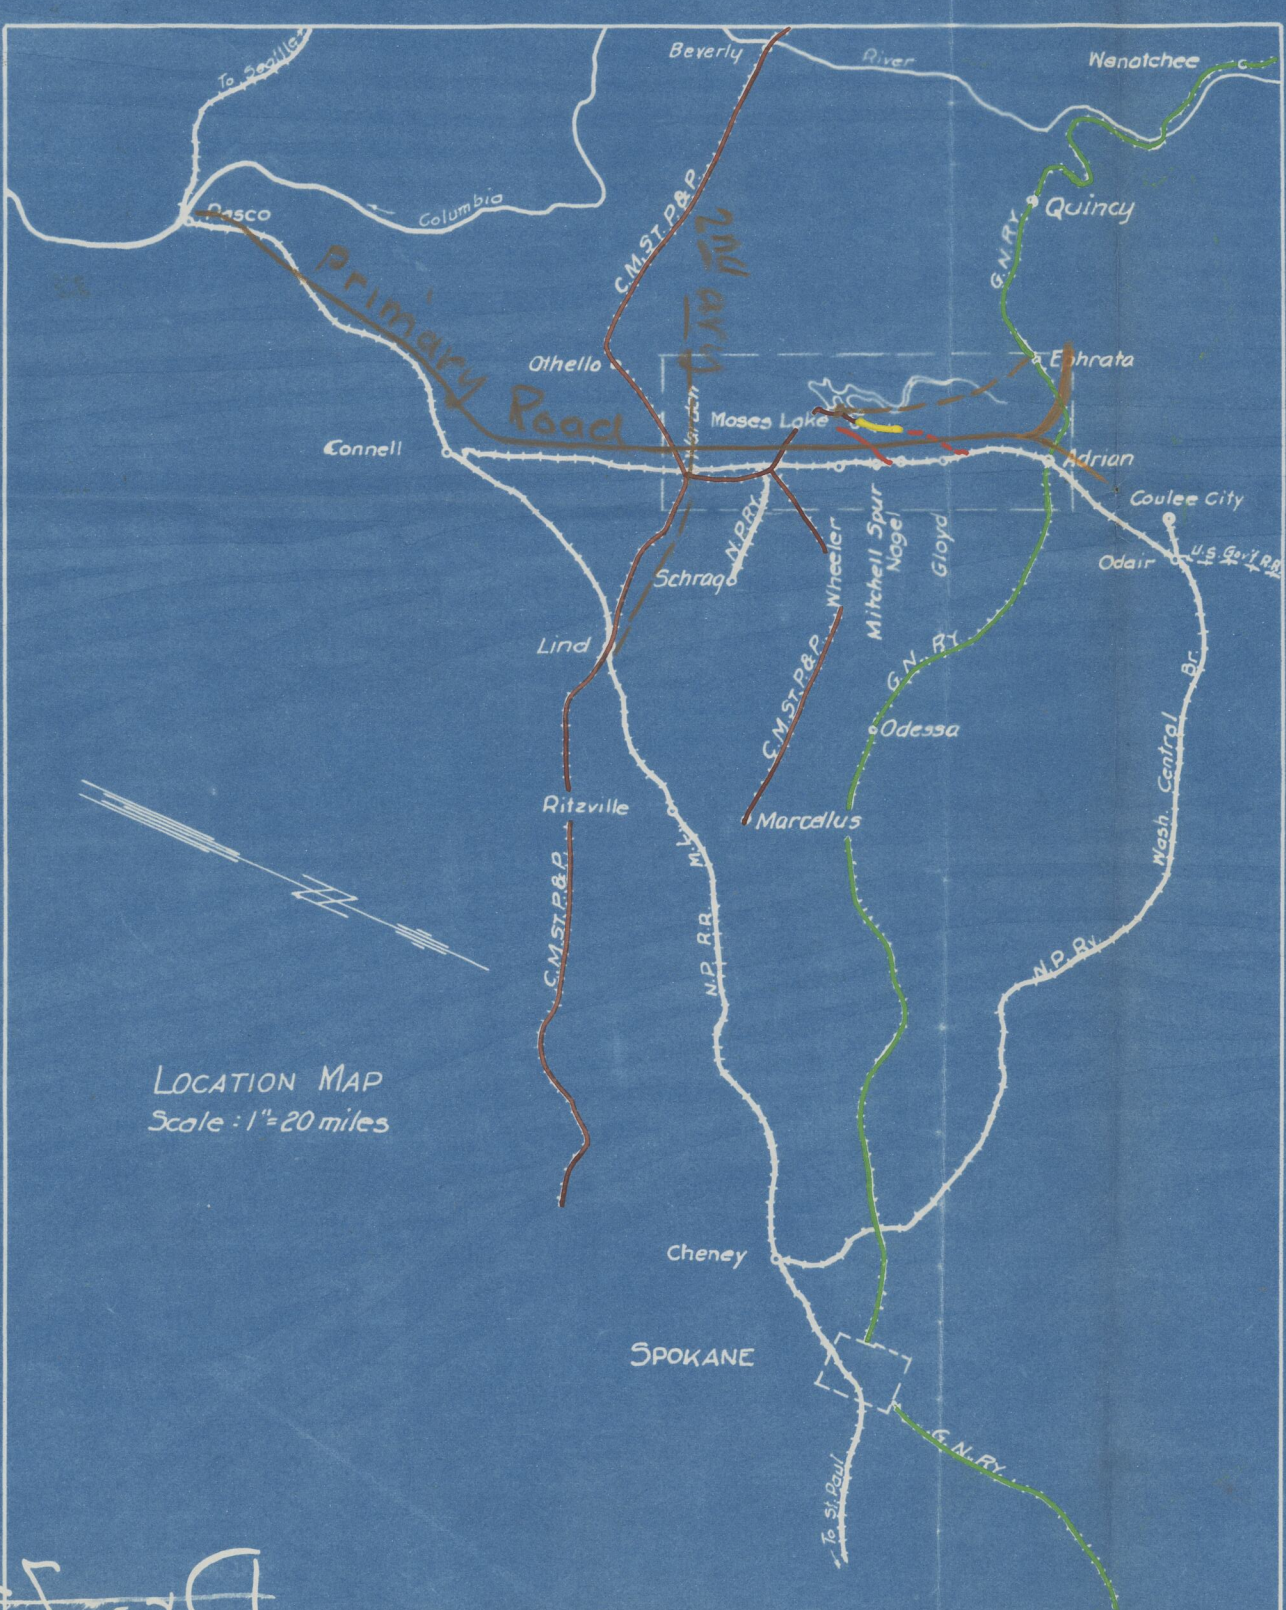 Beverly
River
Wenatchee
To Seattle
Columbia
Pasco
Quincy
C.M.ST.P.&P.
G.N.RY.
2nd ary
Primary Road
Othello
Ephrata
Warden
Moses Lake
Connell
Adrian
Coulee City
N.P.RY.
Wheeler
Mitchell Spur
Nagel
Gloyd
Odair
U.S. Gov't R.R.
Schrag
Lind
G.N. RY
C.M.ST.P.&P.
Wash. Central Br.
Odessa
Ritzville
Marcellus
M.L.
N.P. R.R.
C.M.ST.P.&P.
N.P. Ry.
LOCATION MAP
Scale : 1"=20 miles
Cheney
SPOKANE
G.N. RY.
To St. Paul